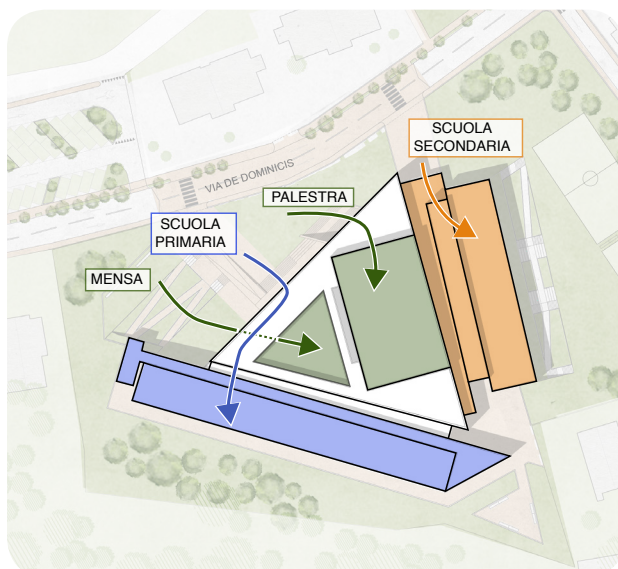 SCUOLA
SECONDARIA
VIA DE DOMINICIS
PALESTRA
SCUOLA
PRIMARIA
MENSA